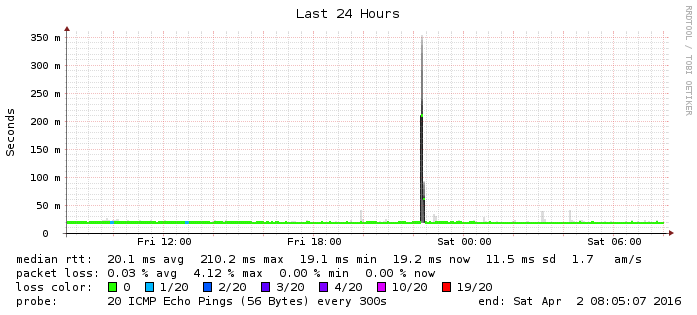 Last 24 Hours
RRDTOOL / TOBI OETIKER
Seconds
350 m
300 m
250 m
200 m
150 m
100 m
50 m
0
Fri 12:00 Fri 18:00 Sat 00:00 Sat 06:00
median rtt: 20.1 ms avg 210.2 ms max 19.1 ms min 19.2 ms now 11.5 ms sd 1.7 am/s
packet loss: 0.03 % avg 4.12 % max 0.00 % min 0.00 % now
loss color: 0 1/20 2/20 3/20 4/20 10/20 19/20
probe: 20 ICMP Echo Pings (56 Bytes) every 300s end: Sat Apr 2 08:05:07 2016